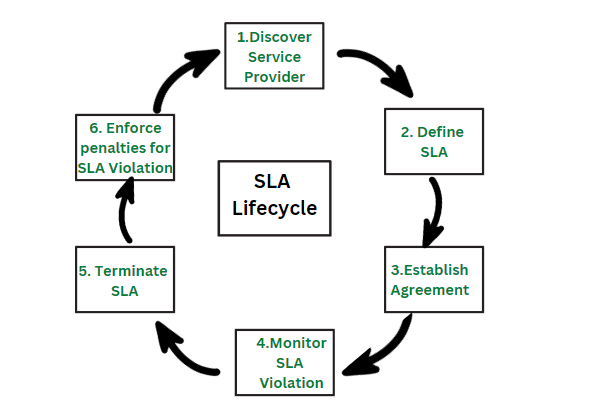 1.Discover
Service
Provider
2. Define
SLA
3.Establish
Agreement
4.Monitor
SLA
Violation
5. Terminate
SLA
6. Enforce
penalties for
SLA Violation
SLA
Lifecycle